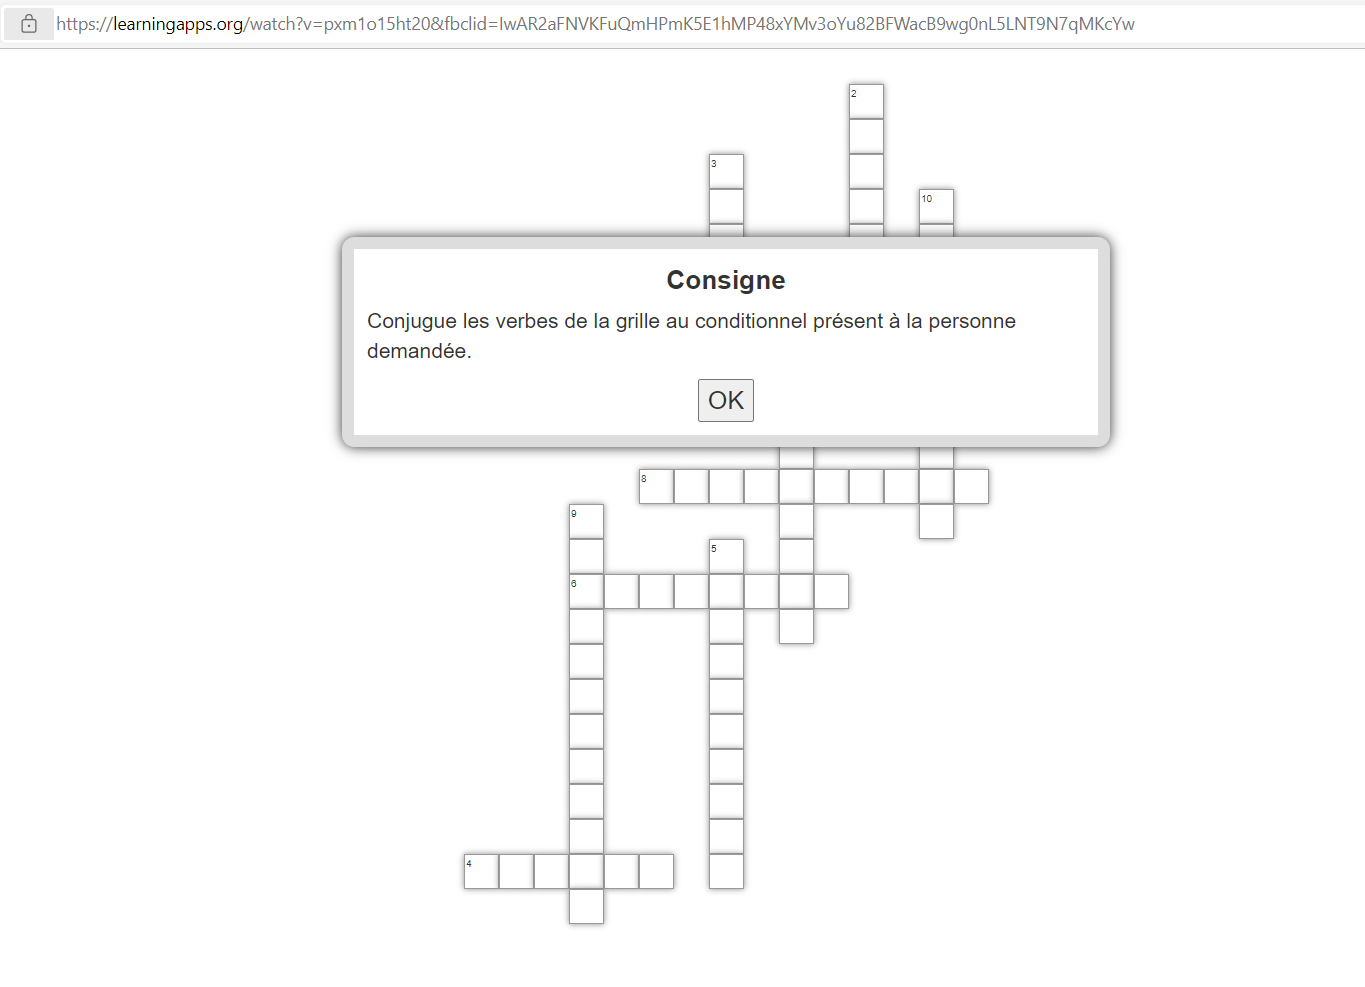 https://learningapps.org/watch?v=pxm1o15ht20&fbclid=IwAR2aFNVKFuQmHPmK5E1hMP48xYMv3oYu82BFWacB9wg0nL5LNT9N7qMKcYw
2
3
10
Consigne
Conjugue les verbes de la grille au conditionnel présent à la personne
demandée.
OK
8
9
5
6
4